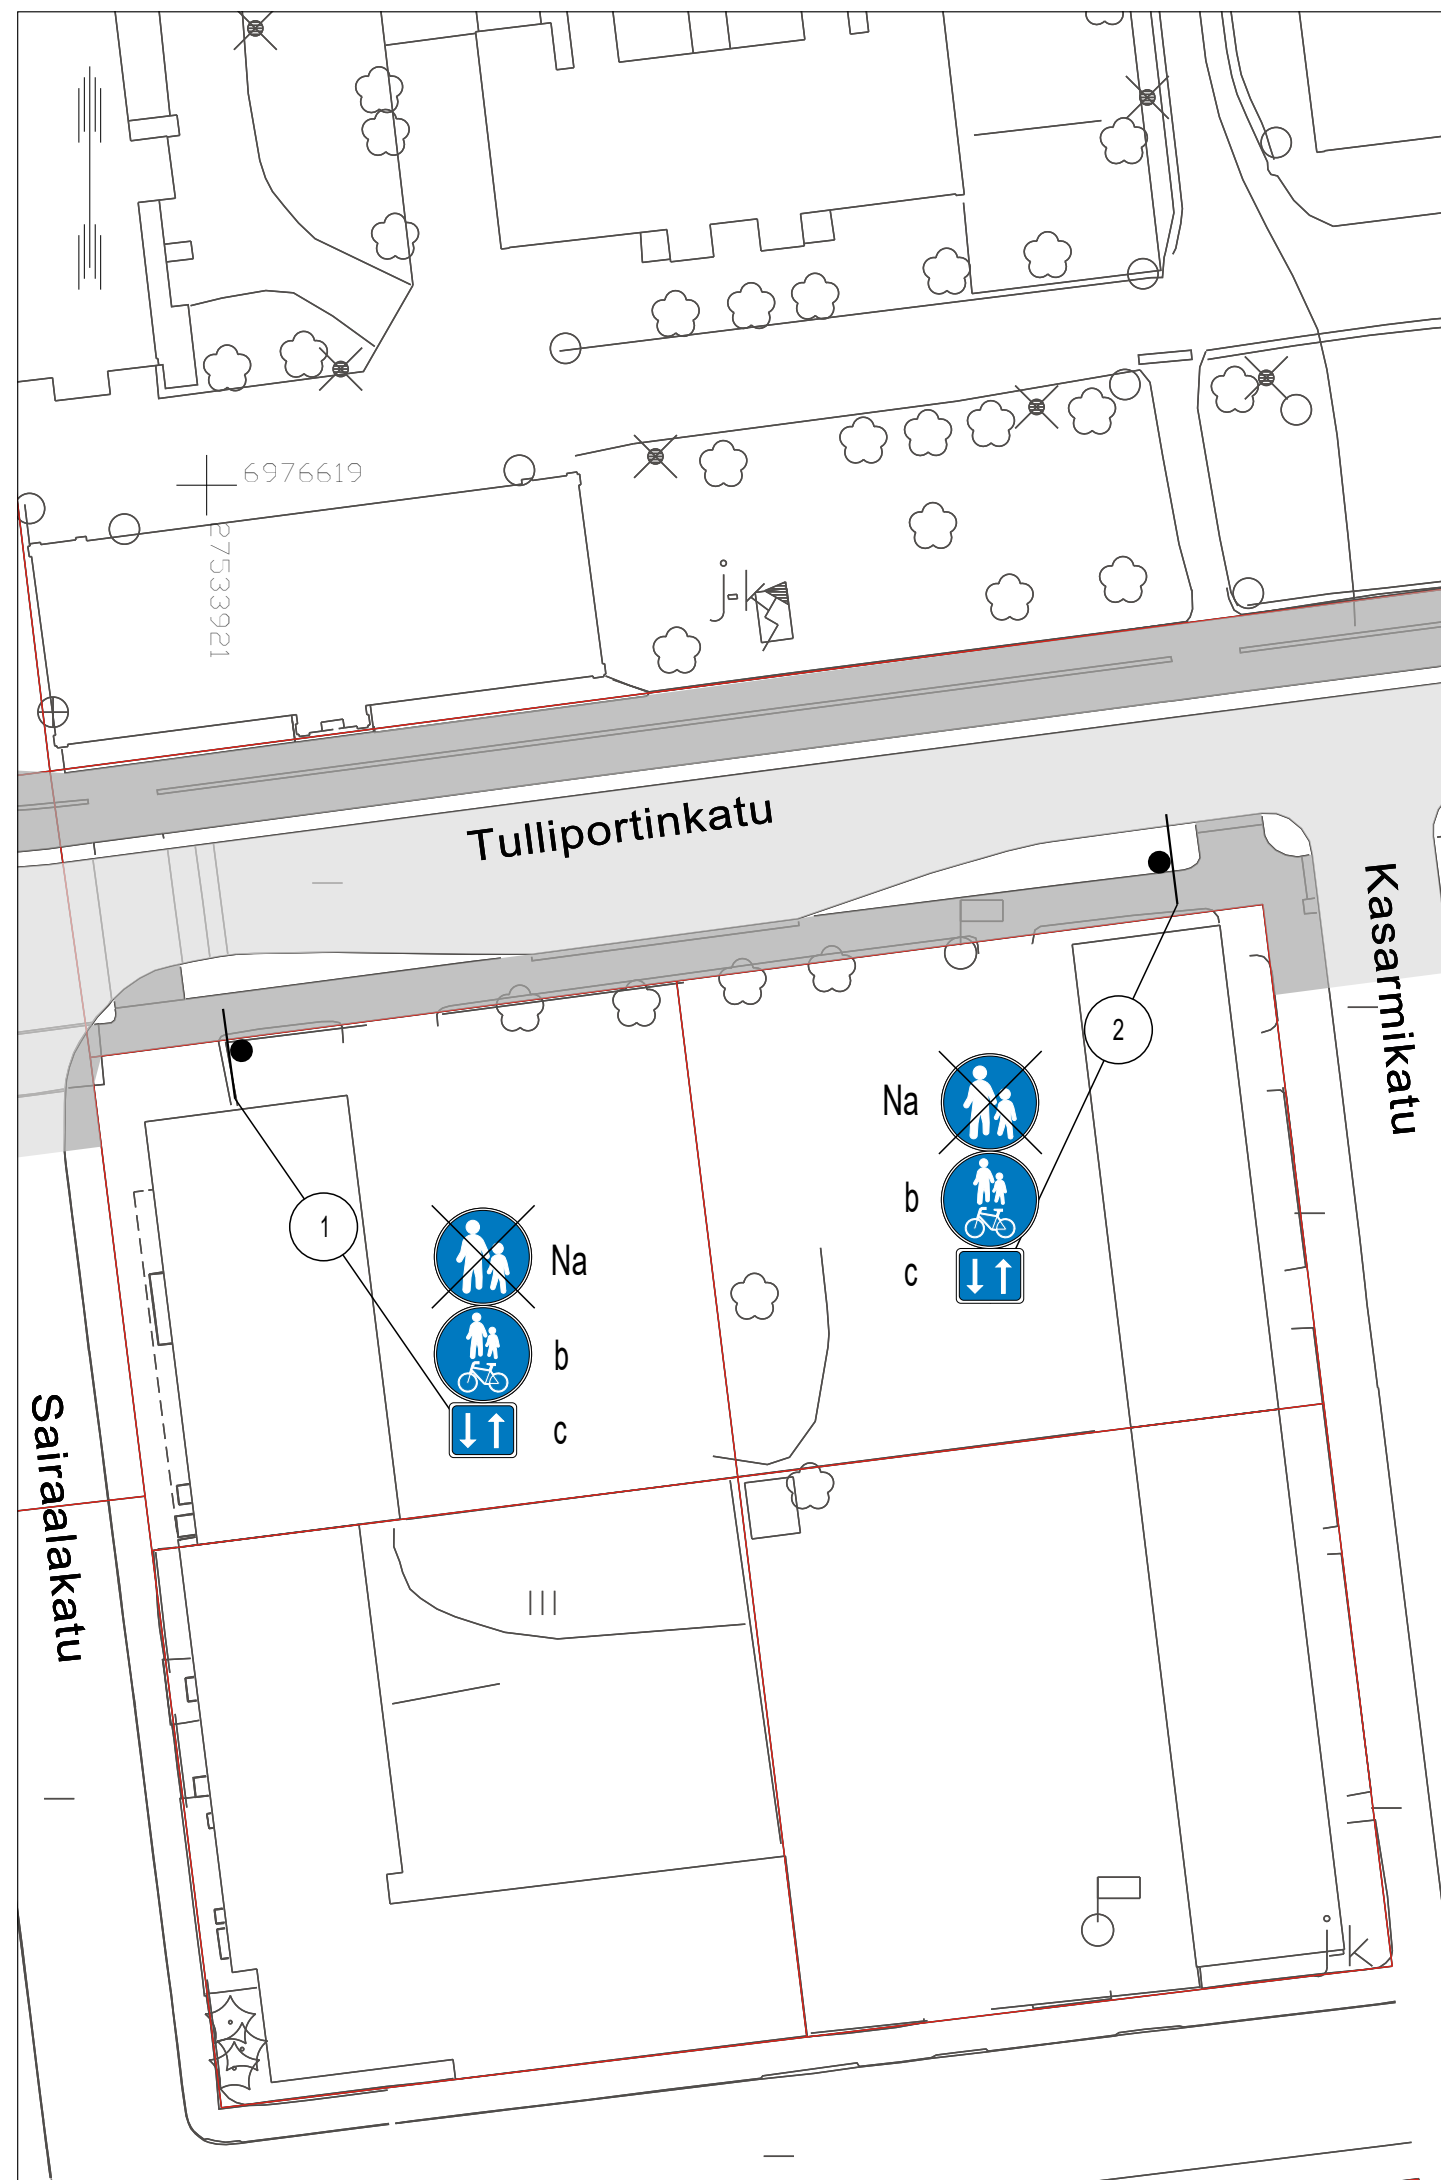 6976619
27533921
j-k
Tulliportinkatu
Kasarmikatu
2
Na
b
c
1
Na
b
c
Sairaalakatu
III
j k